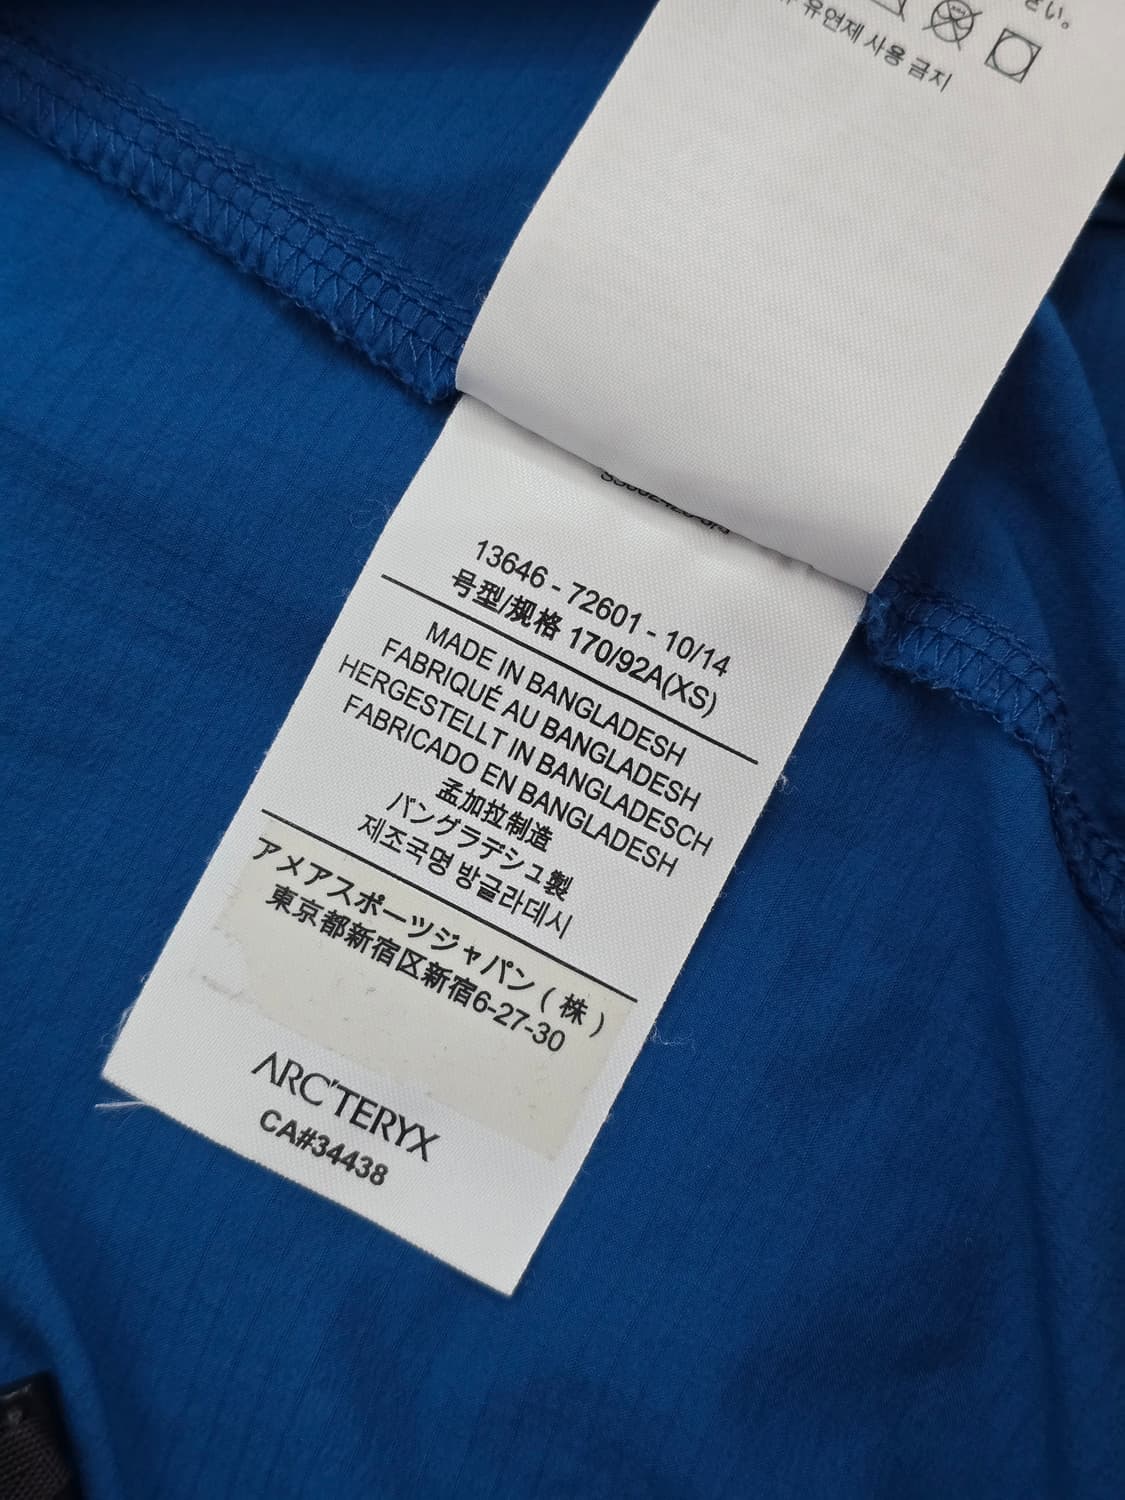 さい。
유연제 사용 금지
13646 - 72601 - 10/14
号型/规格 170/92A(XS)
MADE IN BANGLADESH
FABRIQUÉ AU BANGLADESH
HERGESTELLT IN BANGLADESCH
FABRICADO EN BANGLADESH
孟加拉制造
バングラデシュ製
제조국명 방글라데시
アメアスポーツジャパン（株）
東京都新宿区新宿6-27-30
ARC'TERYX
CA#34438